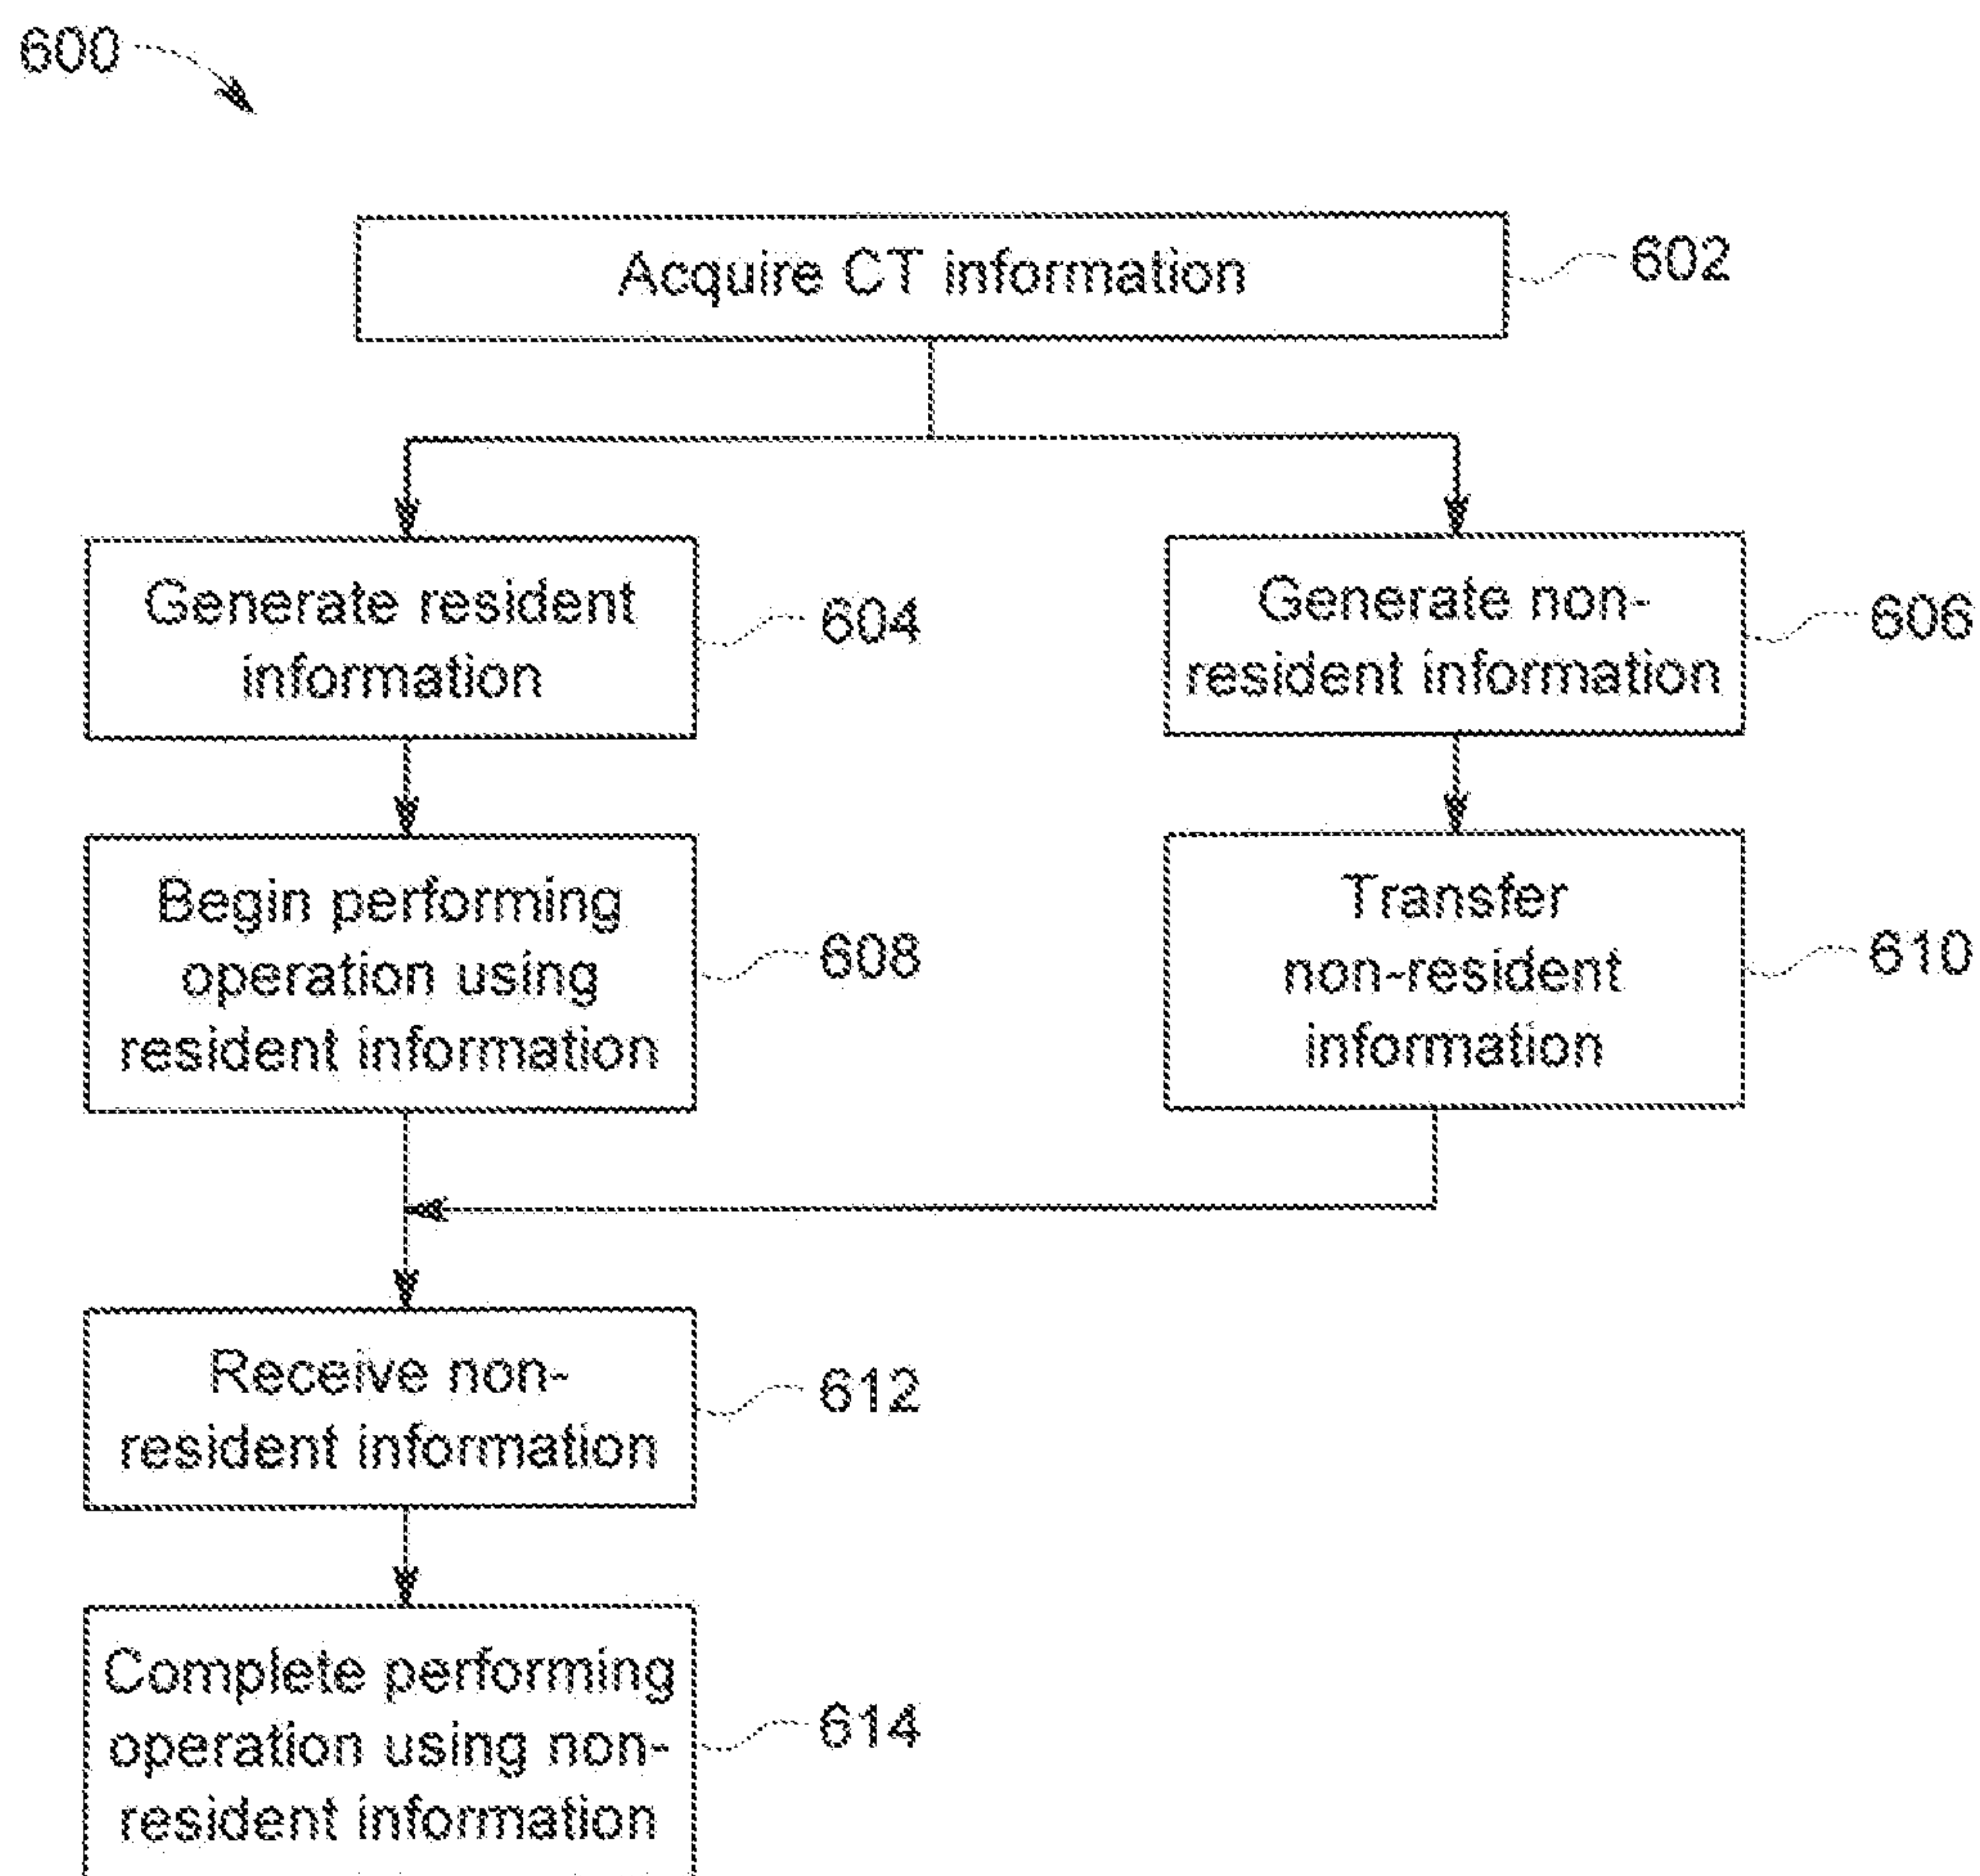 600
Acquire CT information
602
Generate resident
information
604
Generate non-
resident information
606
Begin performing
operation using
resident information
608
Transfer
non-resident
information
610
Receive non-
resident information
612
Complete performing
operation using non-
resident information
614